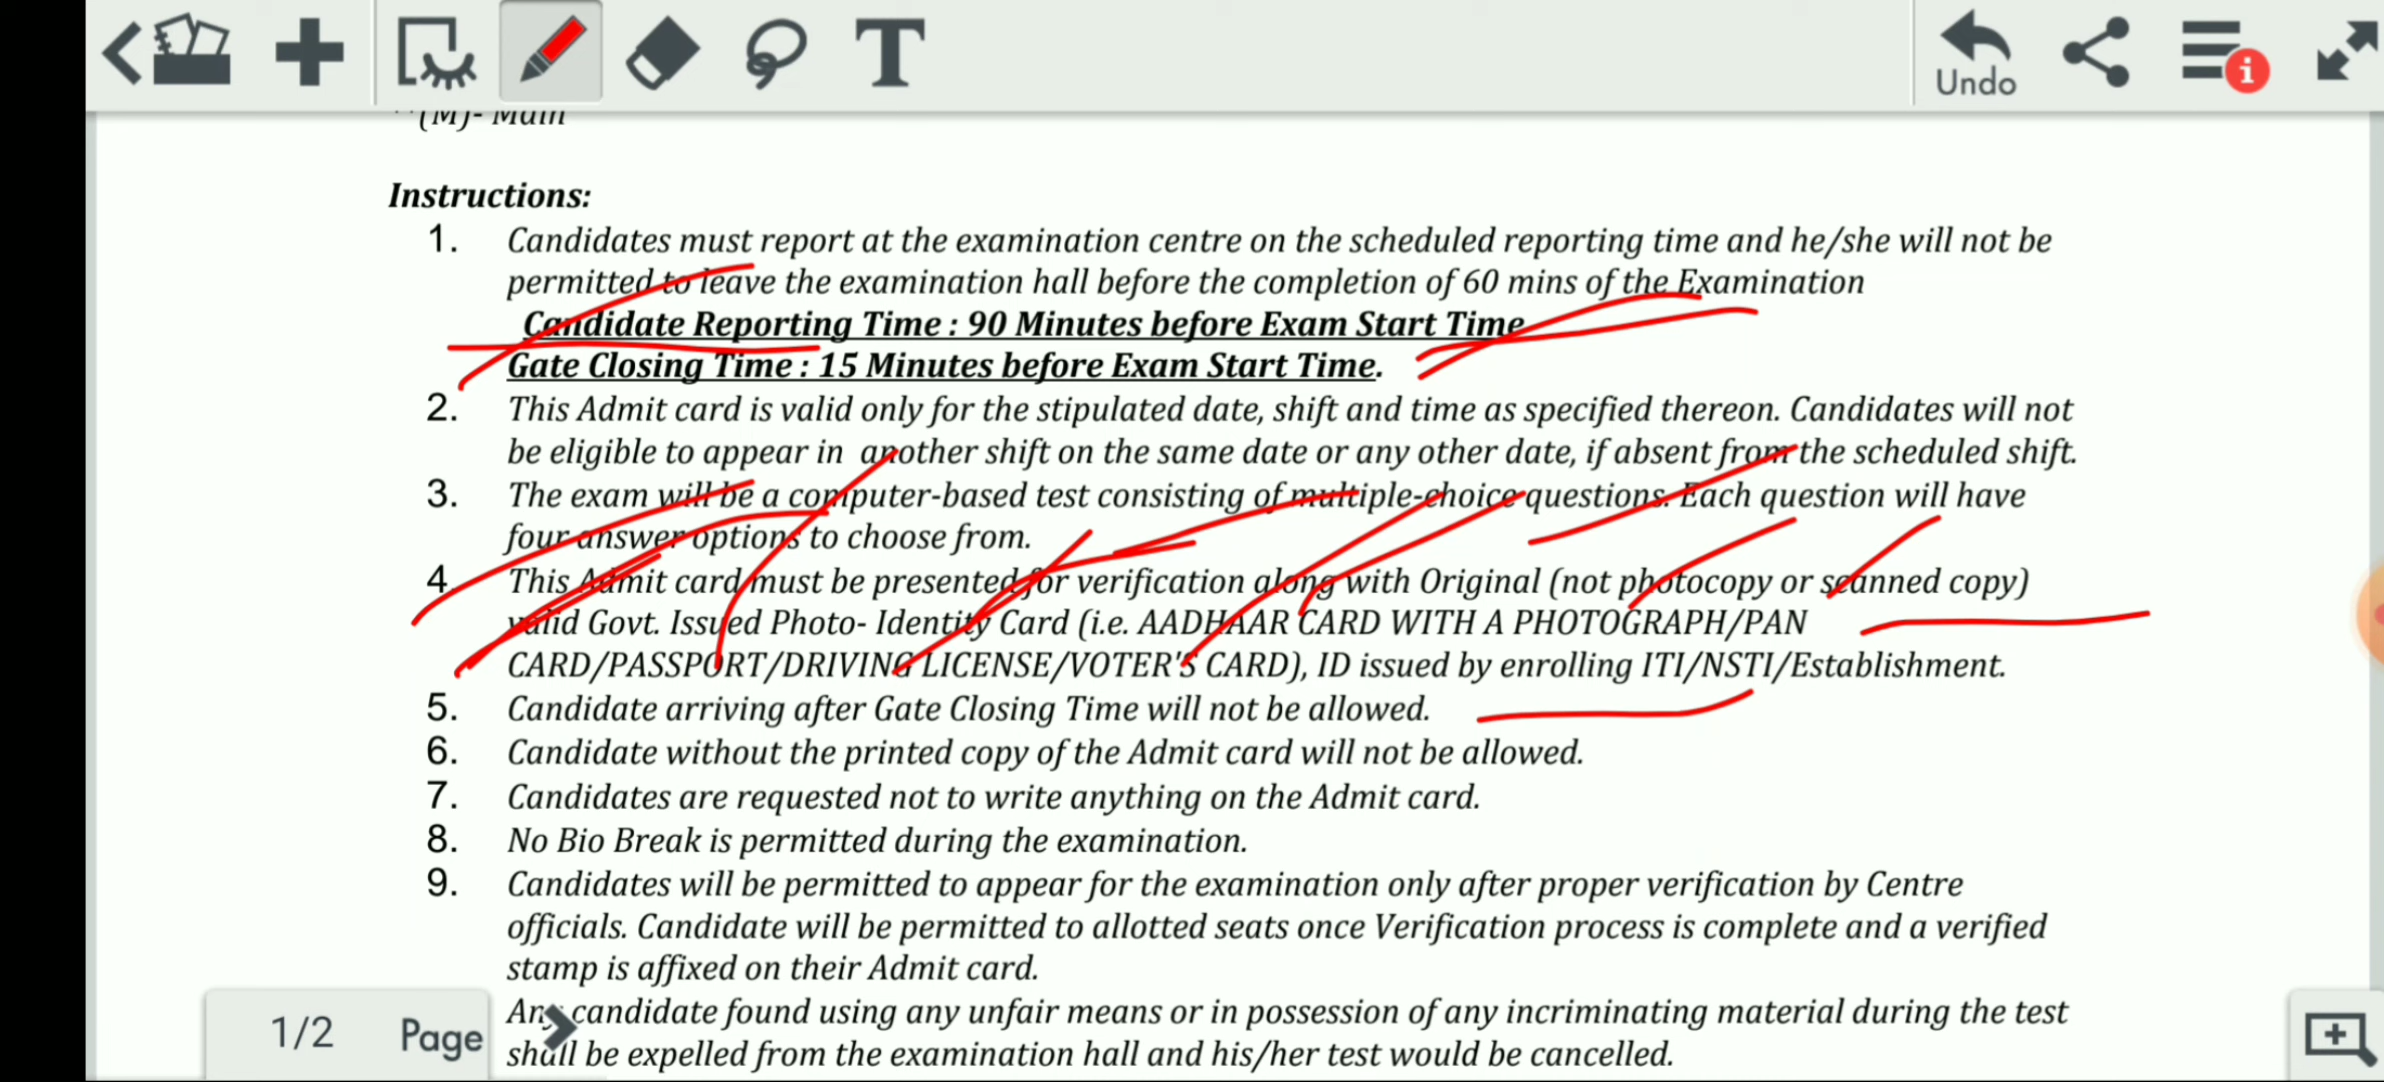 Undo
**(M)- Main
Instructions:
1. Candidates must report at the examination centre on the scheduled reporting time and he/she will not be
permitted to leave the examination hall before the completion of 60 mins of the Examination
Candidate Reporting Time : 90 Minutes before Exam Start Time
Gate Closing Time : 15 Minutes before Exam Start Time.
2. This Admit card is valid only for the stipulated date, shift and time as specified thereon. Candidates will not
be eligible to appear in another shift on the same date or any other date, if absent from the scheduled shift.
3. The exam will be a computer-based test consisting of multiple-choice questions. Each question will have
four answer options to choose from.
4. This Admit card must be presented for verification along with Original (not photocopy or scanned copy)
valid Govt. Issued Photo- Identity Card (i.e. AADHAAR CARD WITH A PHOTOGRAPH/PAN
CARD/PASSPORT/DRIVING LICENSE/VOTER'S CARD), ID issued by enrolling ITI/NSTI/Establishment.
5. Candidate arriving after Gate Closing Time will not be allowed.
6. Candidate without the printed copy of the Admit card will not be allowed.
7. Candidates are requested not to write anything on the Admit card.
8. No Bio Break is permitted during the examination.
9. Candidates will be permitted to appear for the examination only after proper verification by Centre
officials. Candidate will be permitted to allotted seats once Verification process is complete and a verified
stamp is affixed on their Admit card.
Any candidate found using any unfair means or in possession of any incriminating material during the test
shall be expelled from the examination hall and his/her test would be cancelled.
1/2 Page